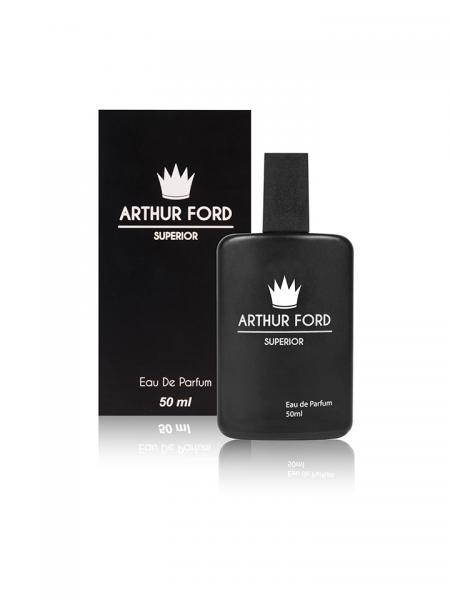 ARTHUR FORD
SUPERIOR
Eau De Parfum
50 ml
ARTHUR FORD
SUPERIOR
Eau de Parfum
50ml